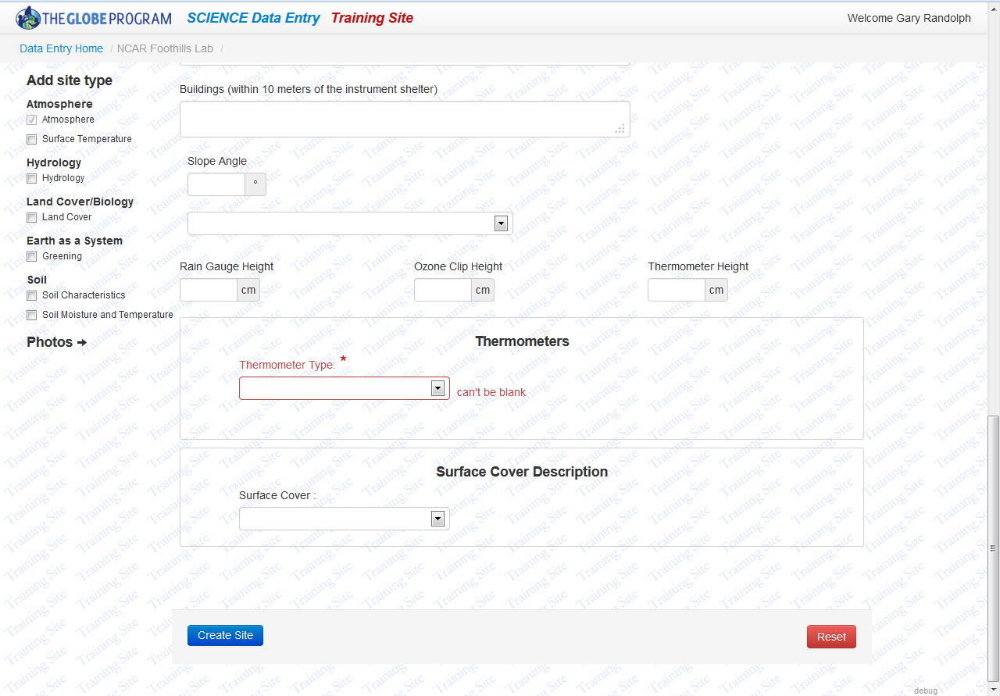 THE GLOBE PROGRAM SCIENCE Data Entry Training Site Welcome Gary Randolph
Data Entry Home / NCAR Foothills Lab /
Add site type
Atmosphere
Atmosphere
Surface Temperature
Hydrology
Hydrology
Land Cover/Biology
Land Cover
Earth as a System
Greening
Soil
Soil Characteristics
Soil Moisture and Temperature
Photos →
Buildings (within 10 meters of the instrument shelter)
Slope Angle
°
Rain Gauge Height Ozone Clip Height Thermometer Height
cm cm cm
Thermometers
Thermometer Type: *
can't be blank
Surface Cover Description
Surface Cover :
Create Site Reset
debug
Training Site